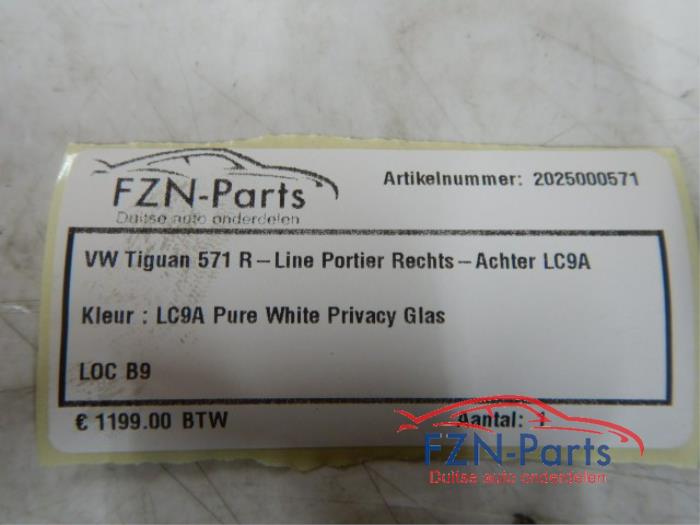 FZN-Parts
Duitse auto onderdelen
Artikelnummer: 2025000571
VW Tiguan 571 R-Line Portier Rechts-Achter LC9A
Kleur : LC9A Pure White Privacy Glas
LOC B9
€ 1199.00 BTW
Aantal: 1
FZN-Parts
Duitse auto onderdelen